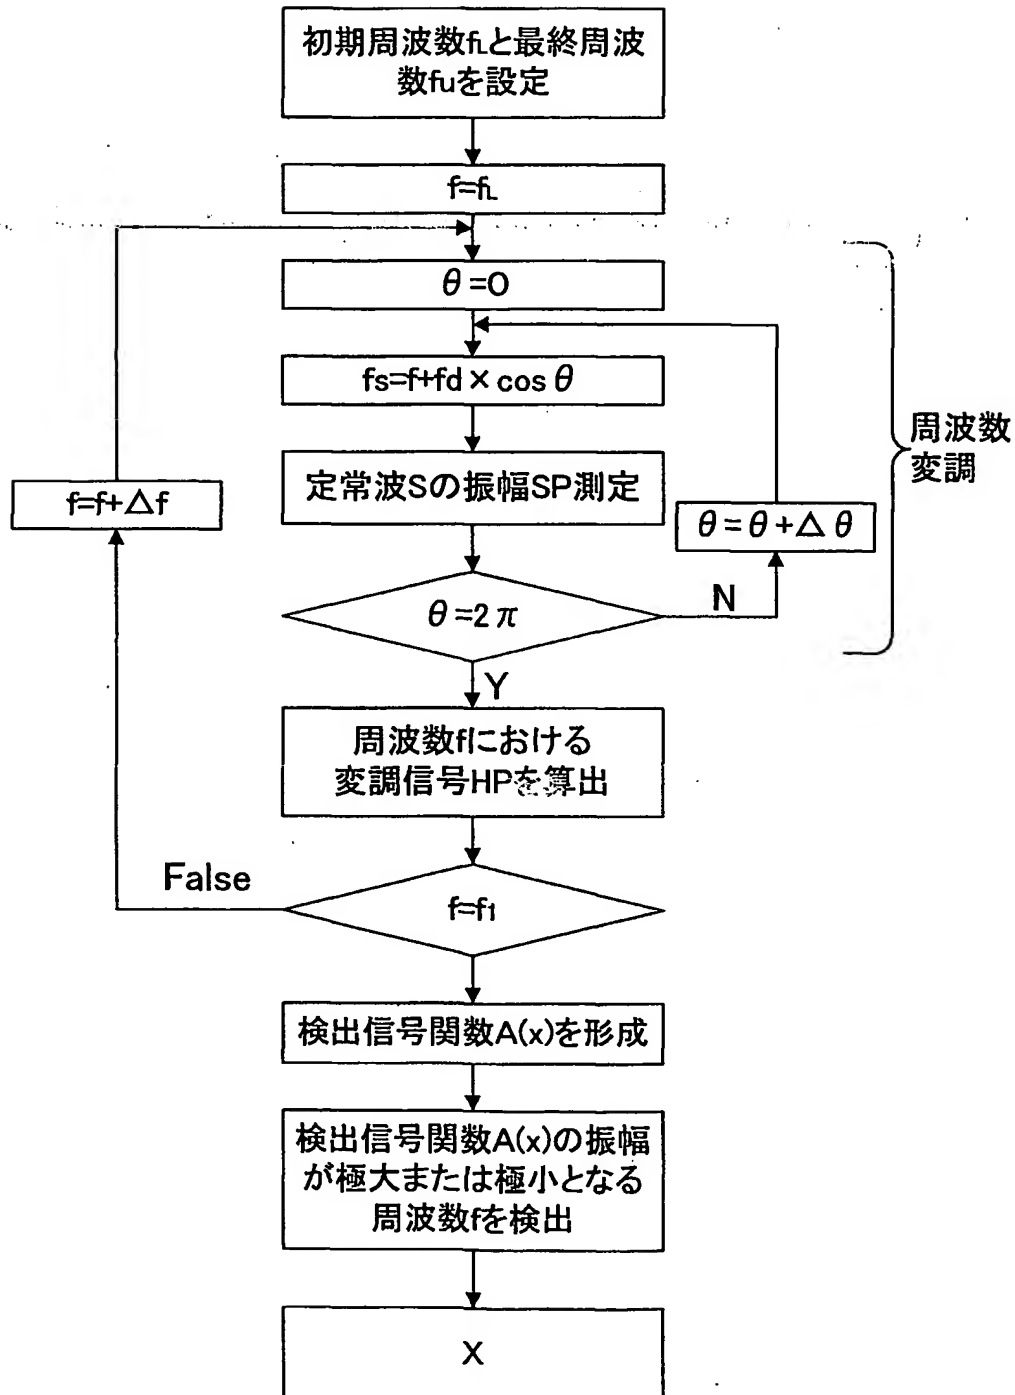 初期周波数fLと最終周波
数fuを設定
f=fL
θ=0
fs=f+fd×cosθ
定常波Sの振幅SP測定
周波数
変調
f=f+△f
θ=θ+△θ
θ=2π
N
Y
周波数fにおける
変調信号HPを算出
False
f=f1
検出信号関数A(x)を形成
検出信号関数A(x)の振幅
が極大または極小となる
周波数fを検出
X